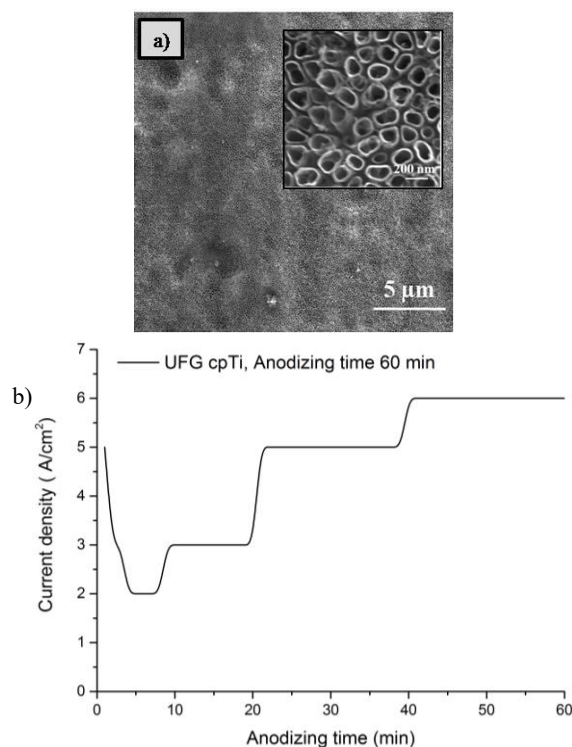 a)
200 nm
5 µm
b)
UFG cpTi, Anodizing time 60 min
Current density ( A/cm²)
7
6
5
4
3
2
1
0
0 10 20 30 40 50 60
Anodizing time (min)